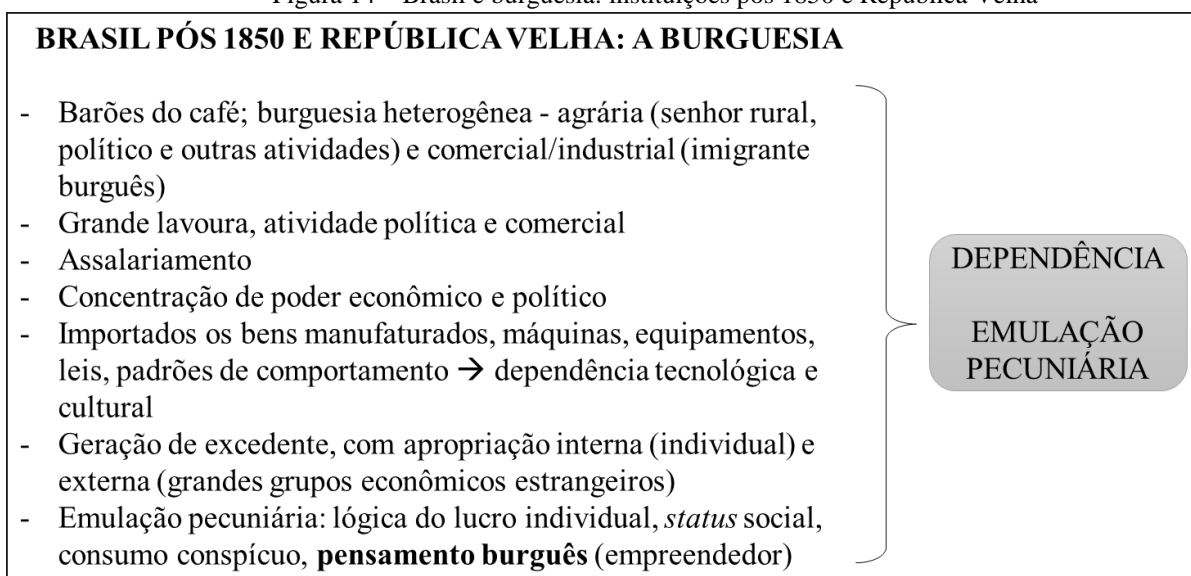 Figura 14 – Brasil e burguesia: instituições pós 1850 e República Velha
BRASIL PÓS 1850 E REPÚBLICA VELHA: A BURGUESIA
- Barões do café; burguesia heterogênea - agrária (senhor rural,
político e outras atividades) e comercial/industrial (imigrante
burguês)
- Grande lavoura, atividade política e comercial
- Assalariamento
- Concentração de poder econômico e político
- Importados os bens manufaturados, máquinas, equipamentos,
leis, padrões de comportamento → dependência tecnológica e
cultural
- Geração de excedente, com apropriação interna (individual) e
externa (grandes grupos econômicos estrangeiros)
- Emulação pecuniária: lógica do lucro individual, status social,
consumo conspícuo, pensamento burguês (empreendedor)
DEPENDÊNCIA
EMULAÇÃO
PECUNIÁRIA